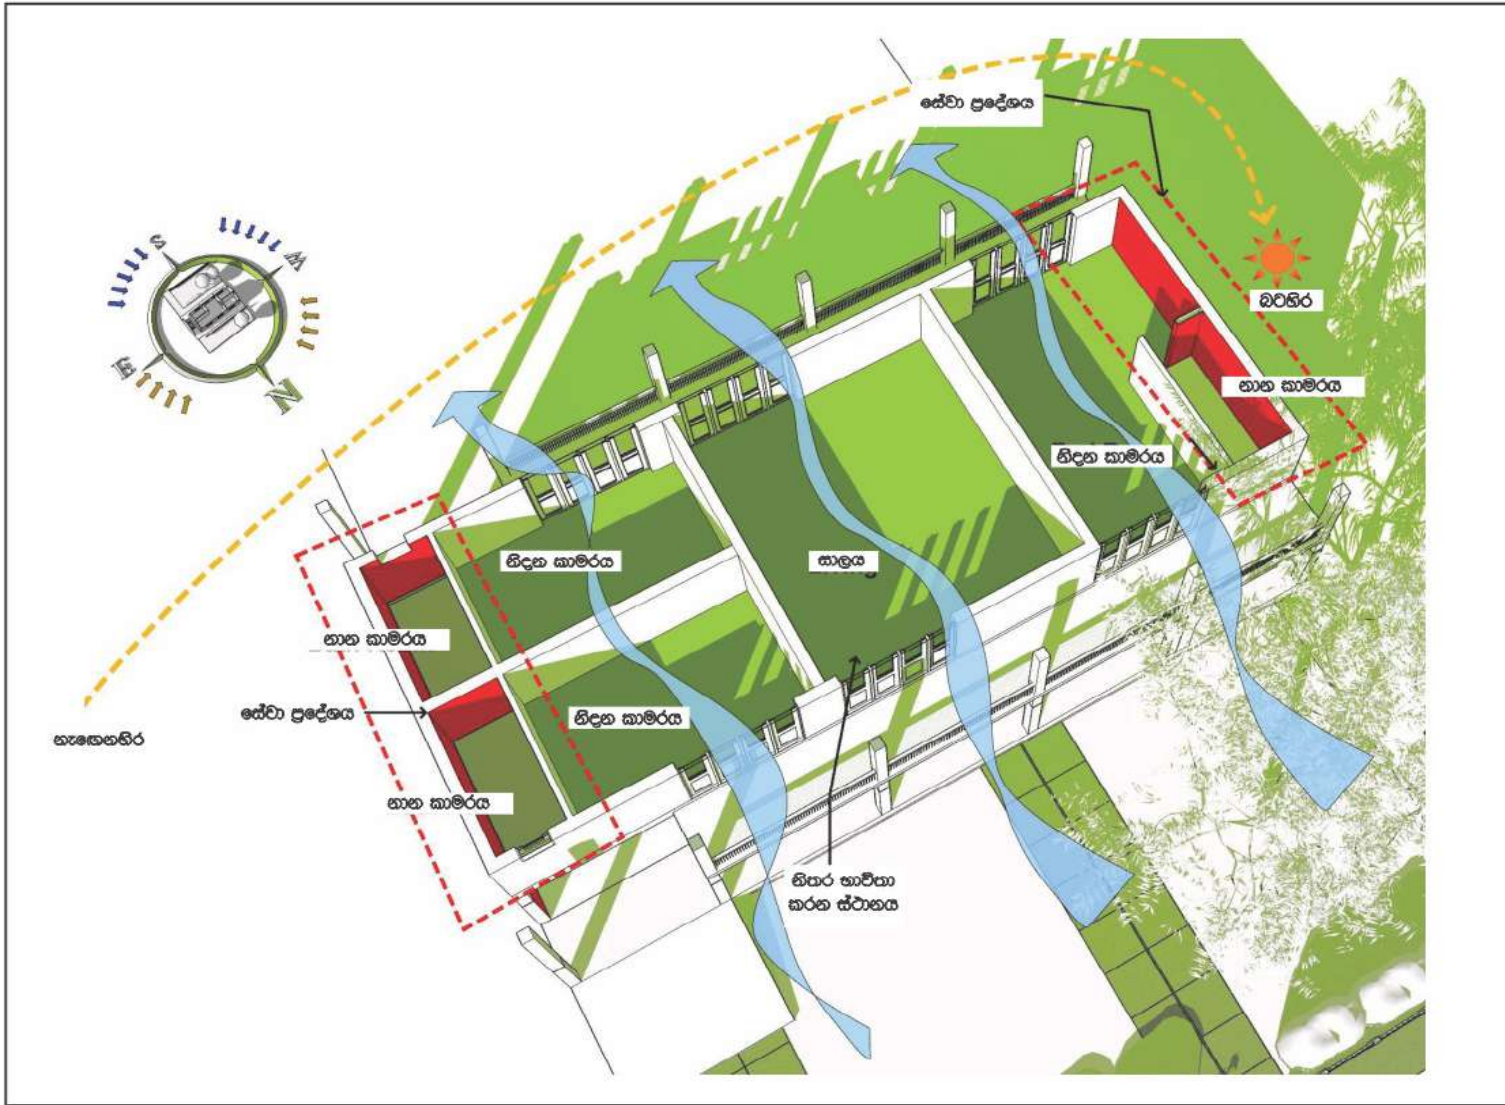 සේවා ප්‍රදේශය
S
W
E
N
බටහිර
නාන කාමරය
නිදන කාමරය
නිදන කාමරය
සාලය
නාන කාමරය
සේවා ප්‍රදේශය
නිදන කාමරය
නැඟෙනහිර
නාන කාමරය
නිතර භාවිතා
කරන ස්ථානය